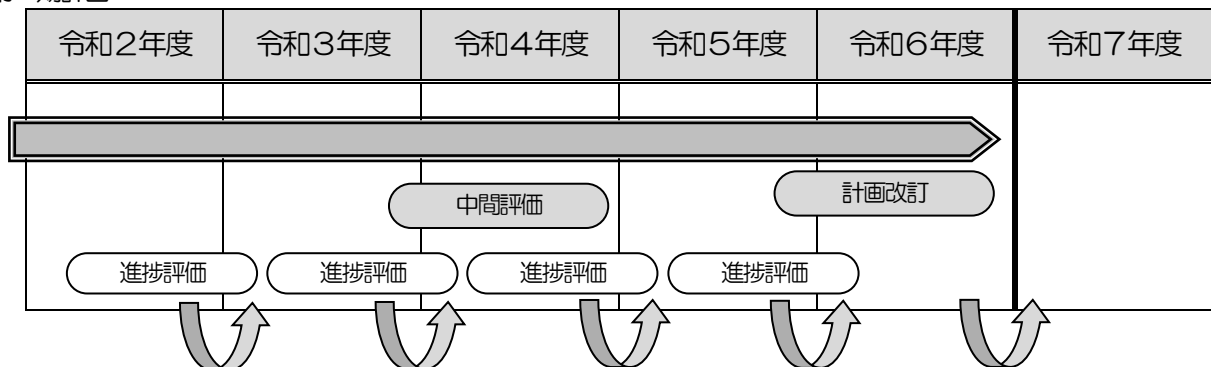 令和2年度 令和3年度 令和4年度 令和5年度 令和6年度 令和7年度
中間評価 計画改訂
進捗評価 進捗評価 進捗評価 進捗評価